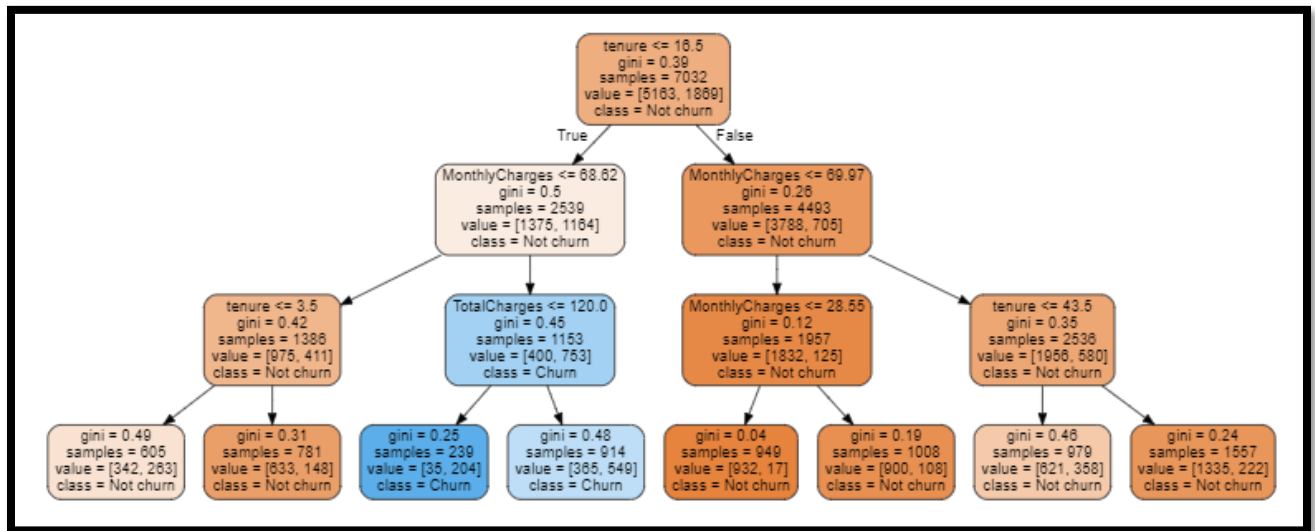 tenure <= 16.5
gini = 0.39
samples = 7032
value = [5163, 1869]
class = Not churn
True
False
MonthlyCharges <= 68.62
gini = 0.5
samples = 2539
value = [1375, 1164]
class = Not churn
MonthlyCharges <= 69.97
gini = 0.26
samples = 4493
value = [3788, 705]
class = Not churn
tenure <= 3.5
gini = 0.42
samples = 1386
value = [975, 411]
class = Not churn
TotalCharges <= 120.0
gini = 0.45
samples = 1153
value = [400, 753]
class = Churn
MonthlyCharges <= 28.55
gini = 0.12
samples = 1957
value = [1832, 125]
class = Not churn
tenure <= 43.5
gini = 0.35
samples = 2536
value = [1956, 580]
class = Not churn
gini = 0.49
samples = 605
value = [342, 263]
class = Not churn
gini = 0.31
samples = 781
value = [633, 148]
class = Not churn
gini = 0.25
samples = 239
value = [35, 204]
class = Churn
gini = 0.48
samples = 914
value = [365, 549]
class = Churn
gini = 0.04
samples = 949
value = [932, 17]
class = Not churn
gini = 0.19
samples = 1008
value = [900, 108]
class = Not churn
gini = 0.46
samples = 979
value = [621, 358]
class = Not churn
gini = 0.24
samples = 1557
value = [1335, 222]
class = Not churn